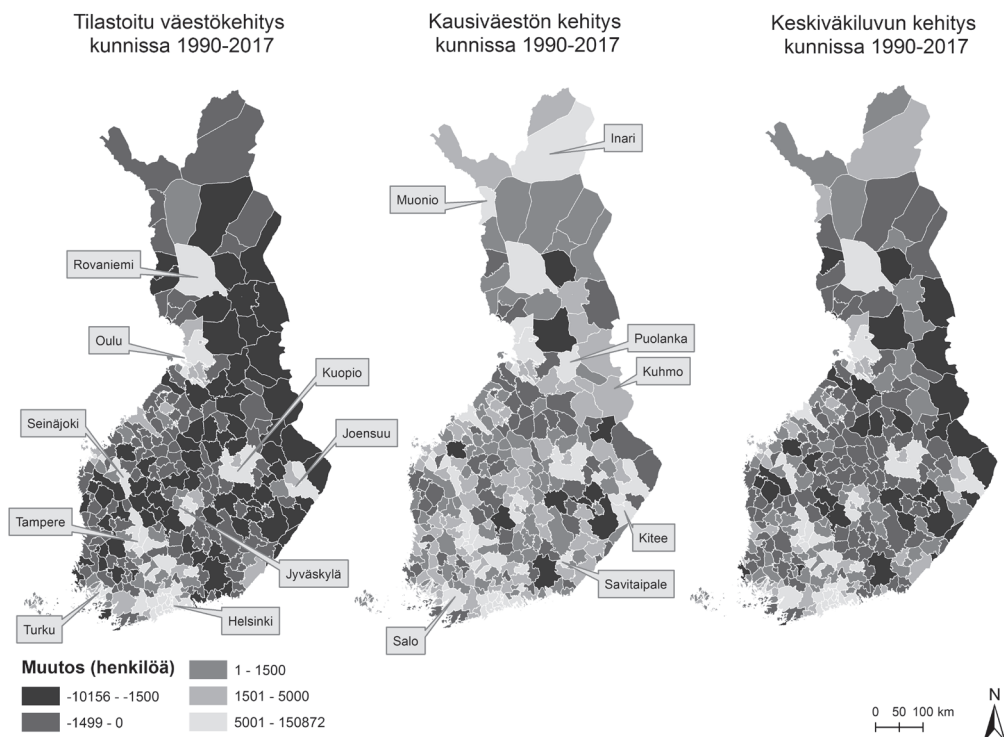 Tilastoitu väestökehitys
kunnissa 1990-2017
Kausiväestön kehitys
kunnissa 1990-2017
Keskiväkiluvun kehitys
kunnissa 1990-2017
Inari
Muonio
Rovaniemi
Oulu
Puolanka
Kuopio
Kuhmo
Seinäjoki
Joensuu
Tampere
Kitee
Jyväskylä
Savitaipale
Helsinki
Turku
Salo
Muutos (henkilöä)
-10156 - -1500
-1499 - 0
1 - 1500
1501 - 5000
5001 - 150872
0 50 100 km
N